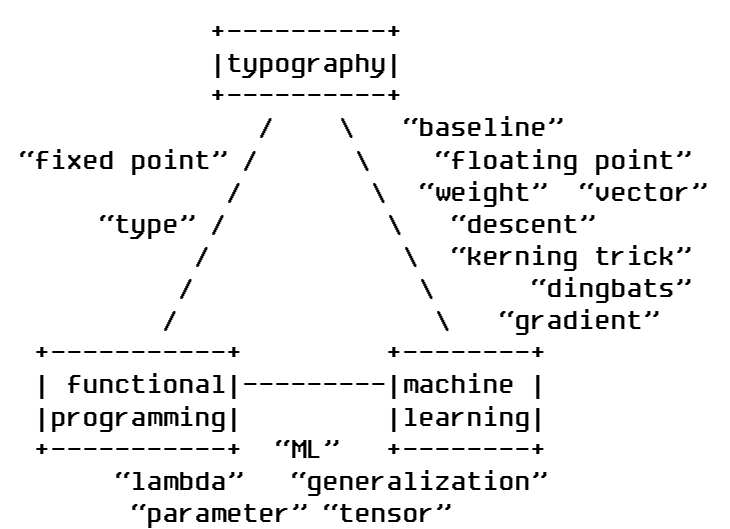 typography
“baseline”
“fixed point” “floating point”
“weight” “vector”
“type” “descent”
“kerning trick”
“dingbats”
“gradient”
functional machine
programming learning
“ML”
“lambda” “generalization”
“parameter” “tensor”